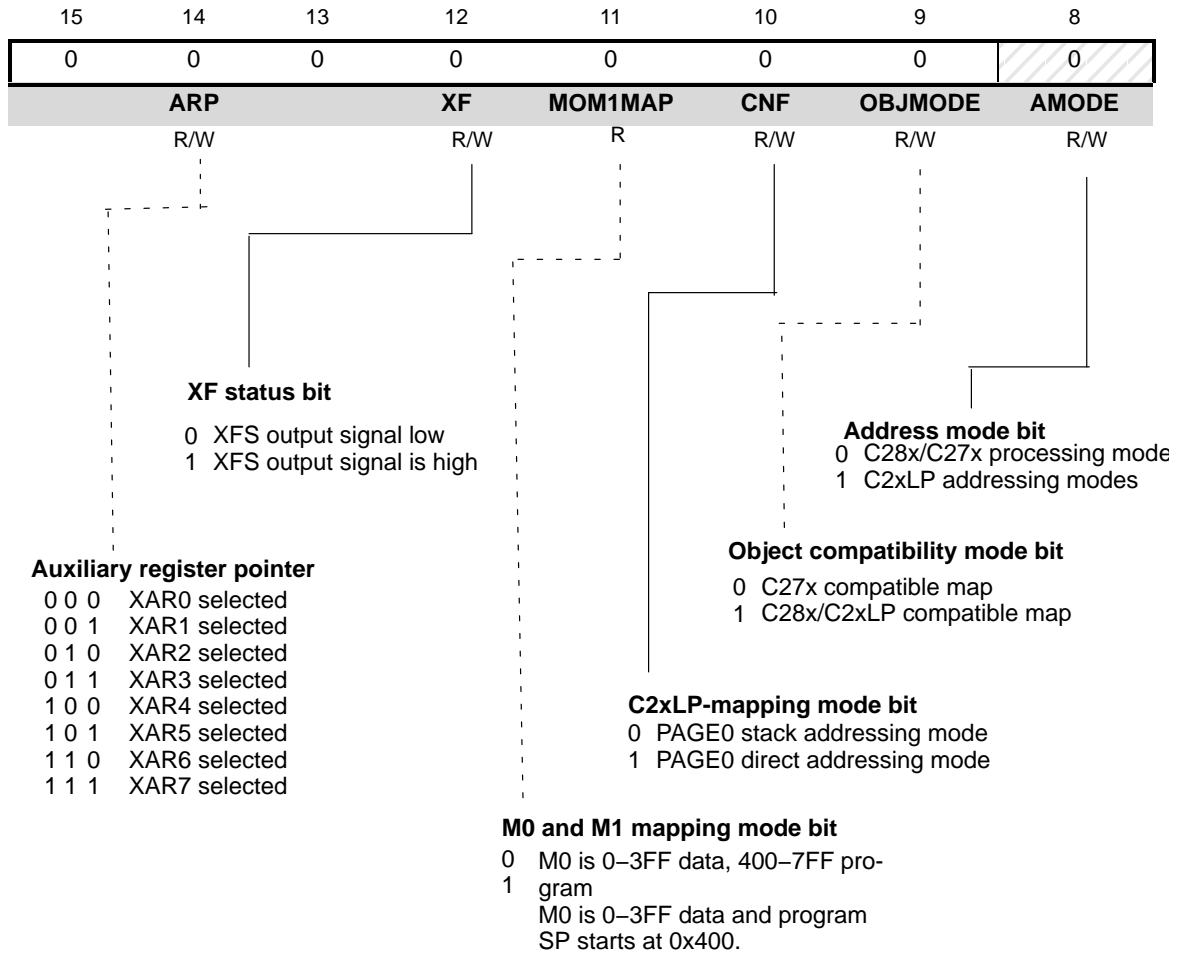 15 14 13 12 11 10 9 8
0 0 0 0 0 0 0 0
ARP XF MOM1MAP CNF OBJMODE AMODE
R/W R/W R R/W R/W R/W
XF status bit
0 XFS output signal low
1 XFS output signal is high
Address mode bit
0 C28x/C27x processing mode
1 C2xLP addressing modes
Object compatibility mode bit
0 C27x compatible map
1 C28x/C2xLP compatible map
Auxiliary register pointer
0 0 0 XAR0 selected
0 0 1 XAR1 selected
0 1 0 XAR2 selected
0 1 1 XAR3 selected
1 0 0 XAR4 selected
1 0 1 XAR5 selected
1 1 0 XAR6 selected
1 1 1 XAR7 selected
C2xLP-mapping mode bit
0 PAGE0 stack addressing mode
1 PAGE0 direct addressing mode
M0 and M1 mapping mode bit
0 M0 is 0−3FF data, 400−7FF pro-
1 gram
M0 is 0−3FF data and program
SP starts at 0x400.